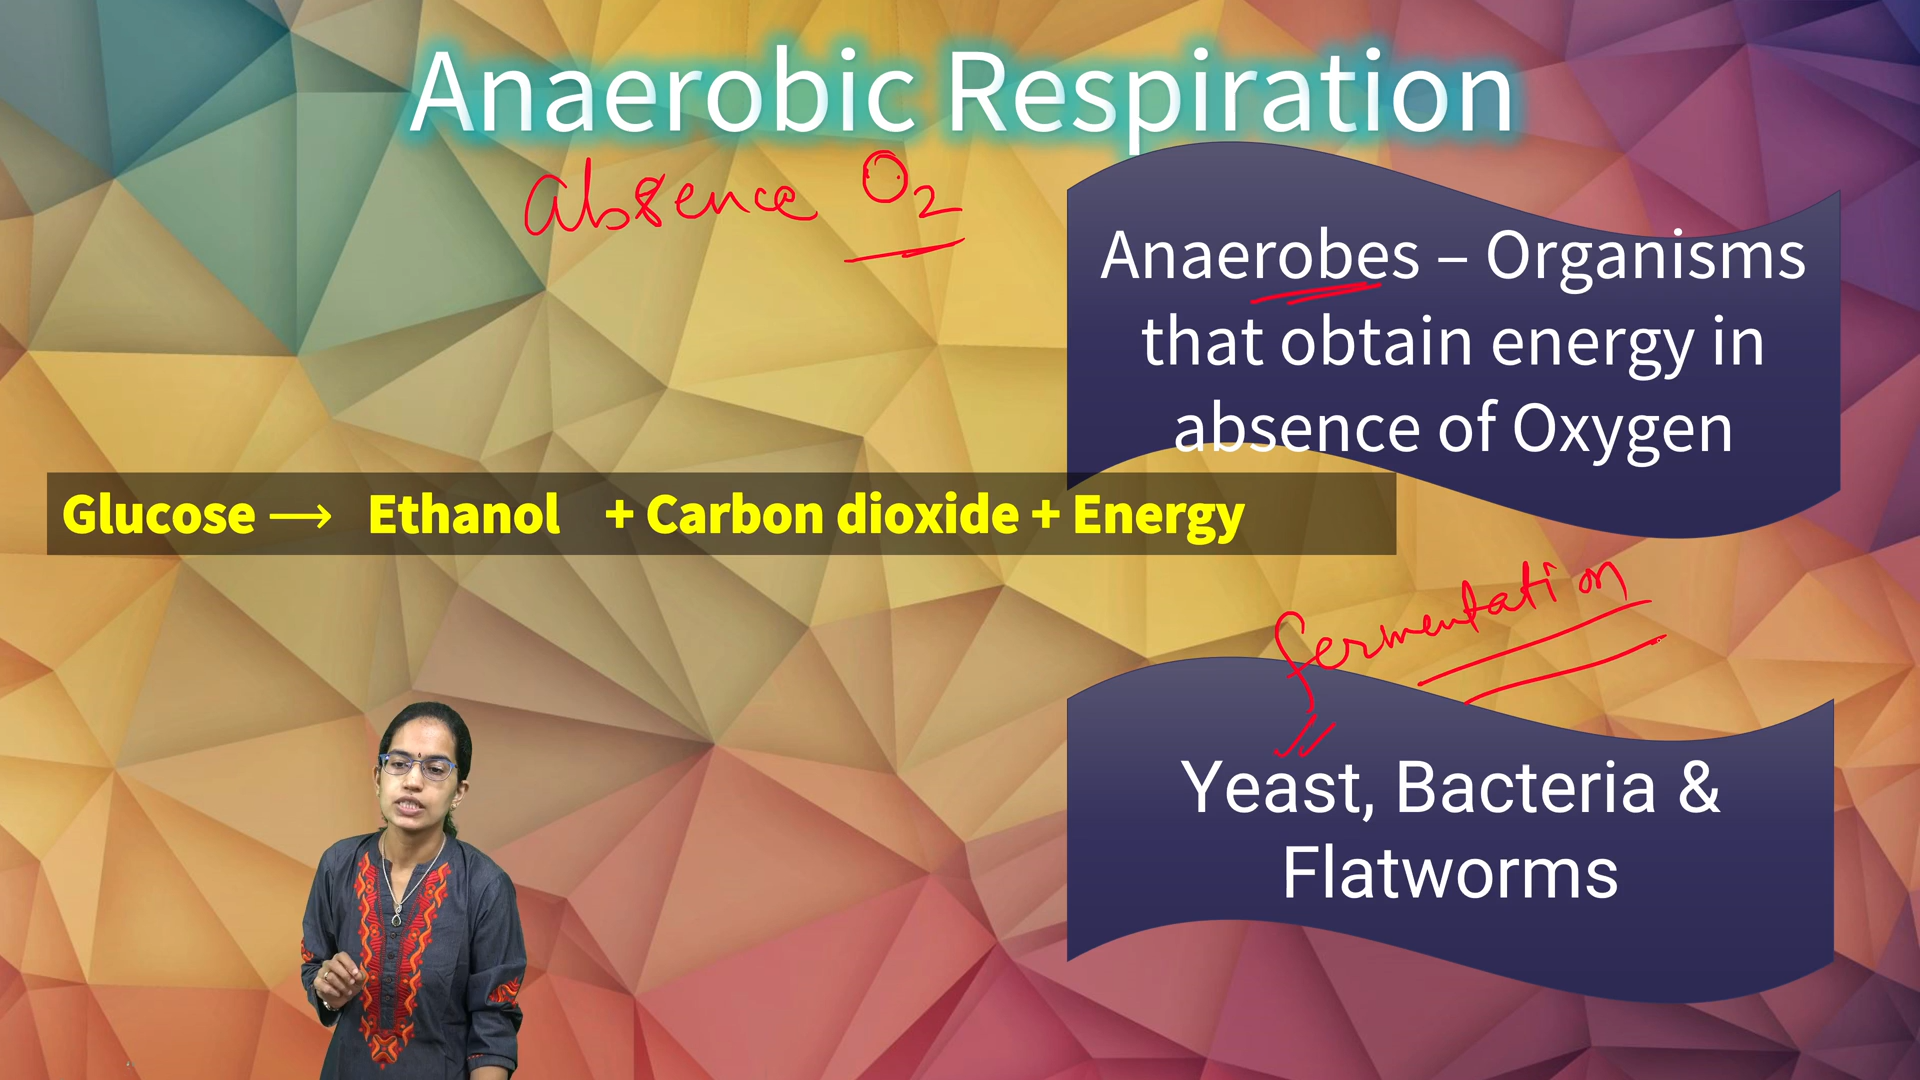 Anaerobic Respiration
absence O2
Anaerobes – Organisms
that obtain energy in
absence of Oxygen
Glucose ⟶ Ethanol + Carbon dioxide + Energy
fermentation
Yeast, Bacteria &
Flatworms